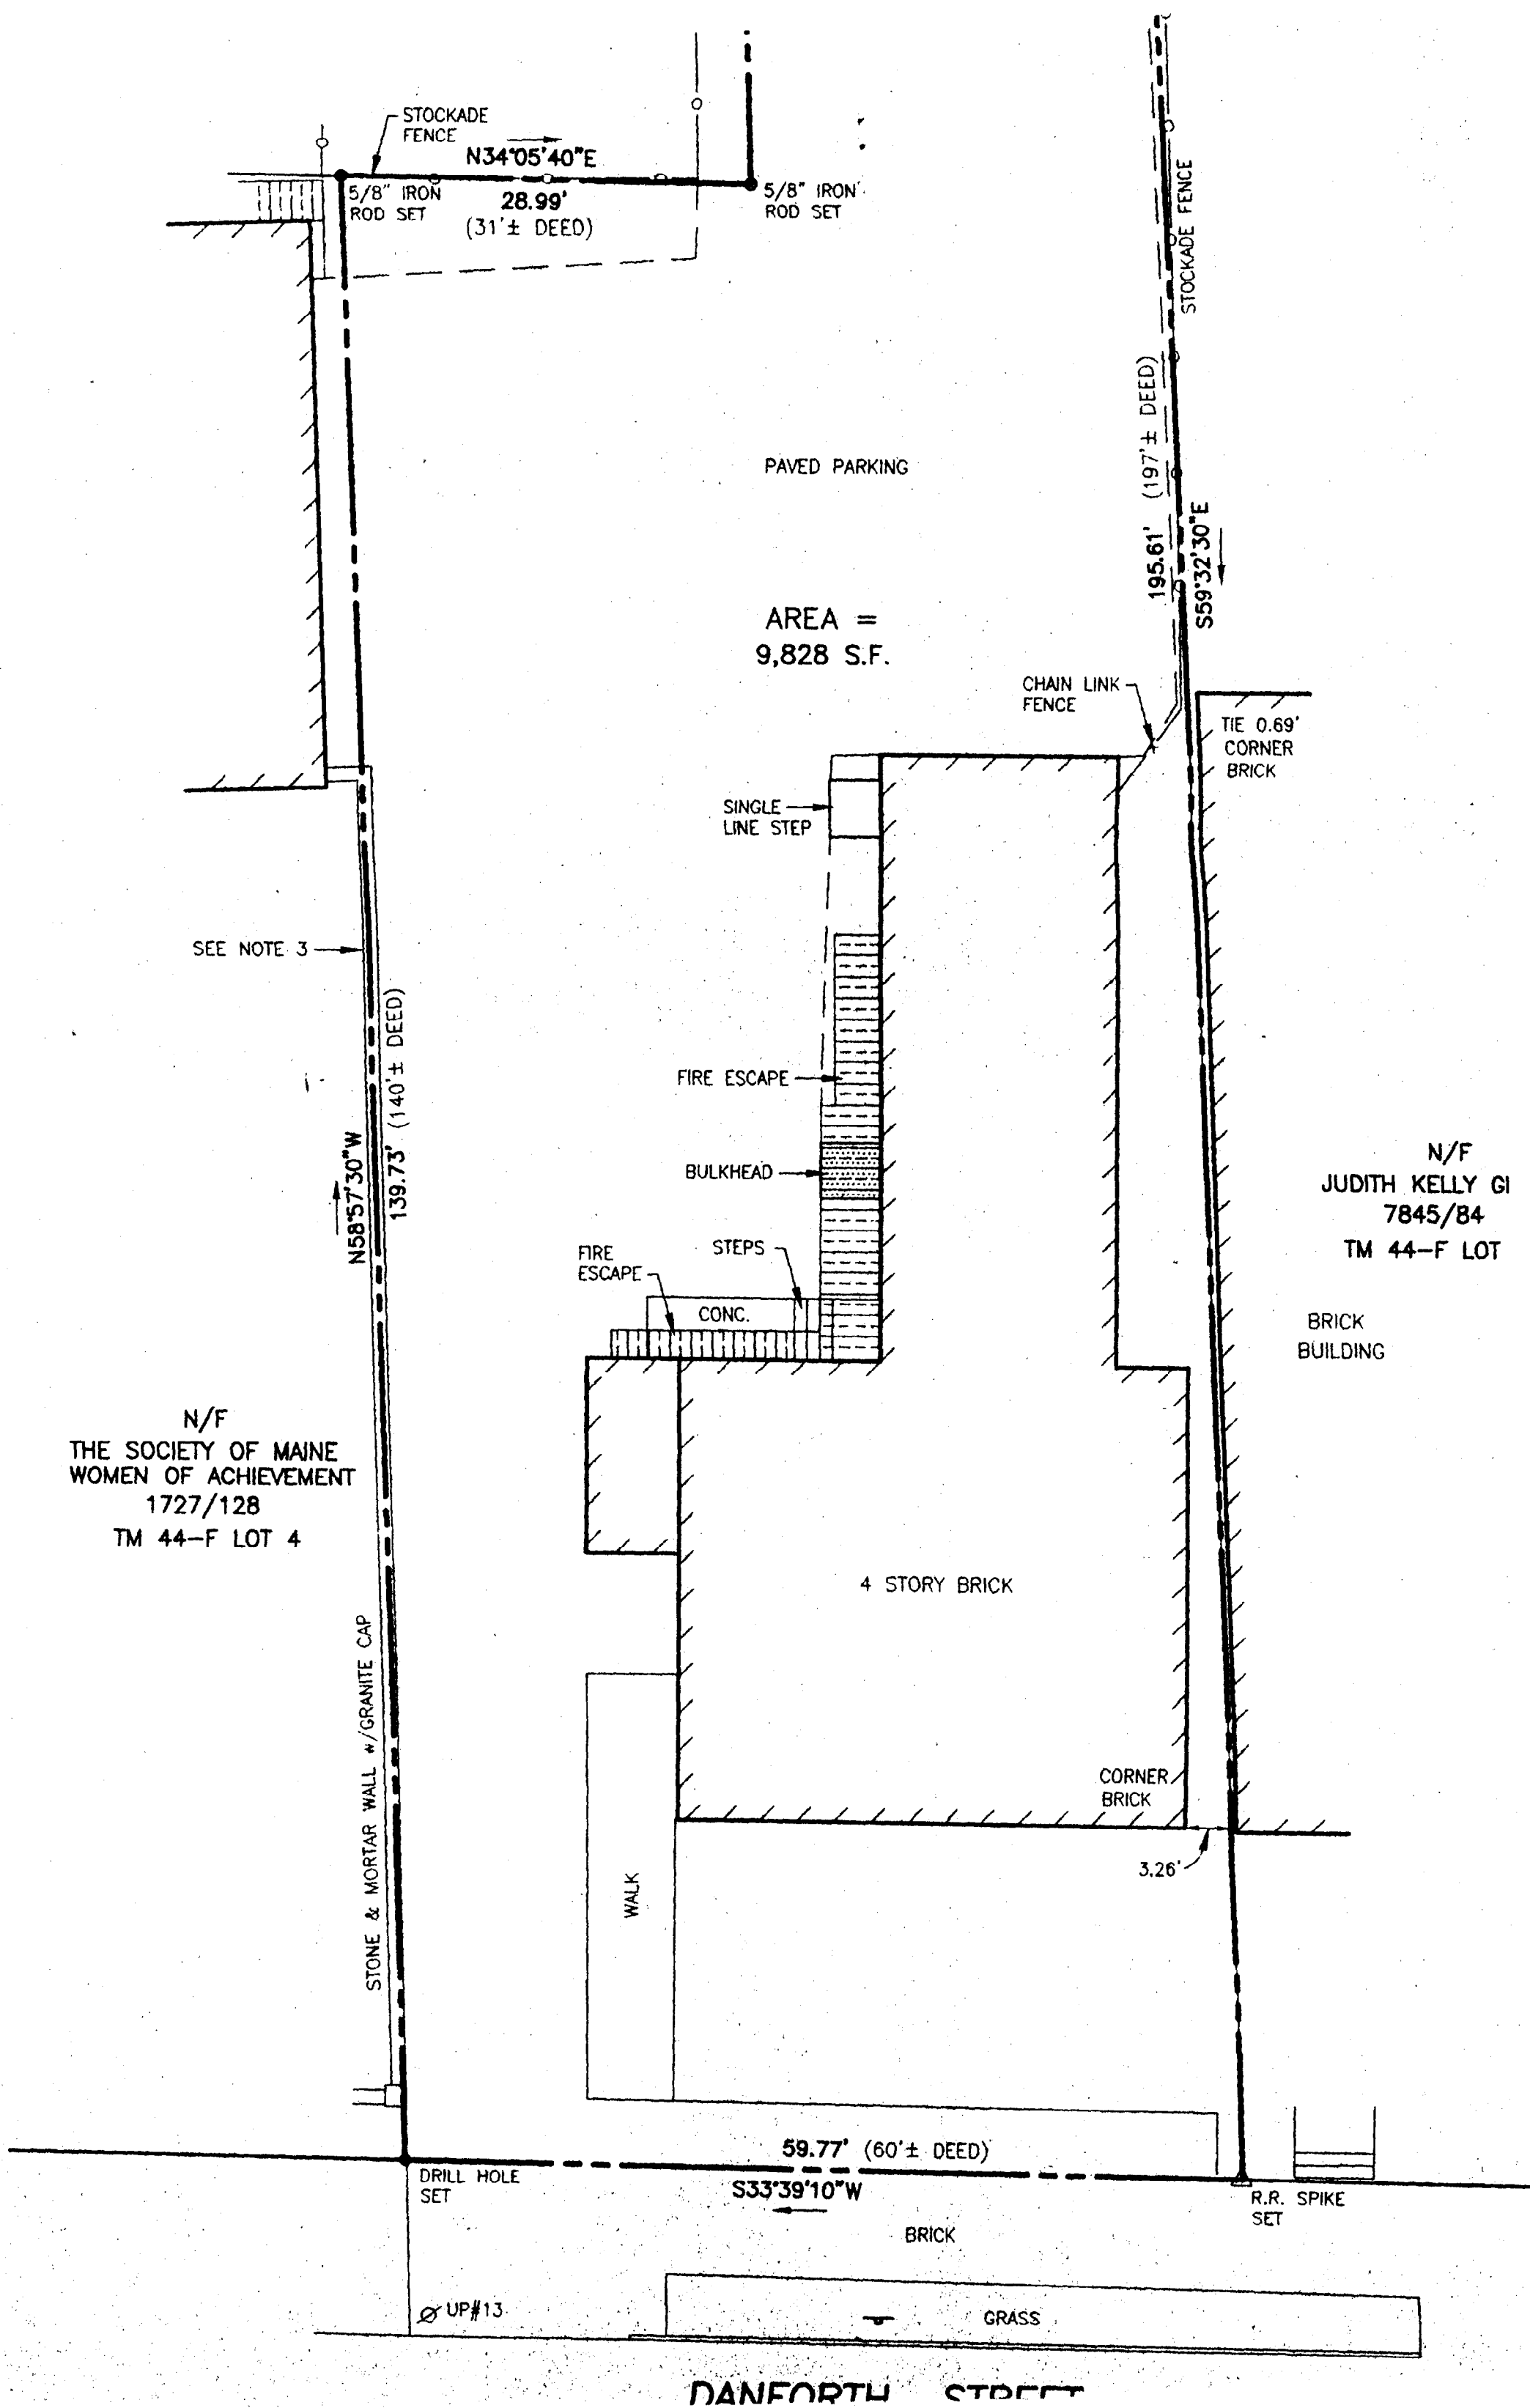 STOCKADE
FENCE
N34°05'40"E
5/8" IRON
ROD SET
28.99'
(31'± DEED)
5/8" IRON
ROD SET
STOCKADE FENCE
195.61' (197'± DEED)
S59°32'30"E
PAVED PARKING
AREA =
9,828 S.F.
CHAIN LINK
FENCE
TIE 0.69'
CORNER
BRICK
SINGLE
LINE STEP
SEE NOTE 3
N58°57'30"W
139.73' (140'± DEED)
FIRE ESCAPE
BULKHEAD
N/F
JUDITH KELLY GI
7845/84
TM 44-F LOT
FIRE
ESCAPE
STEPS
CONC.
BRICK
BUILDING
N/F
THE SOCIETY OF MAINE
WOMEN OF ACHIEVEMENT
1727/128
TM 44-F LOT 4
4 STORY BRICK
STONE & MORTAR WALL w/GRANITE CAP
CORNER
BRICK
3.26'
WALK
59.77' (60'± DEED)
DRILL HOLE
SET
S33°39'10"W
R.R. SPIKE
SET
BRICK
UP#13
GRASS
DANFORTH STREET